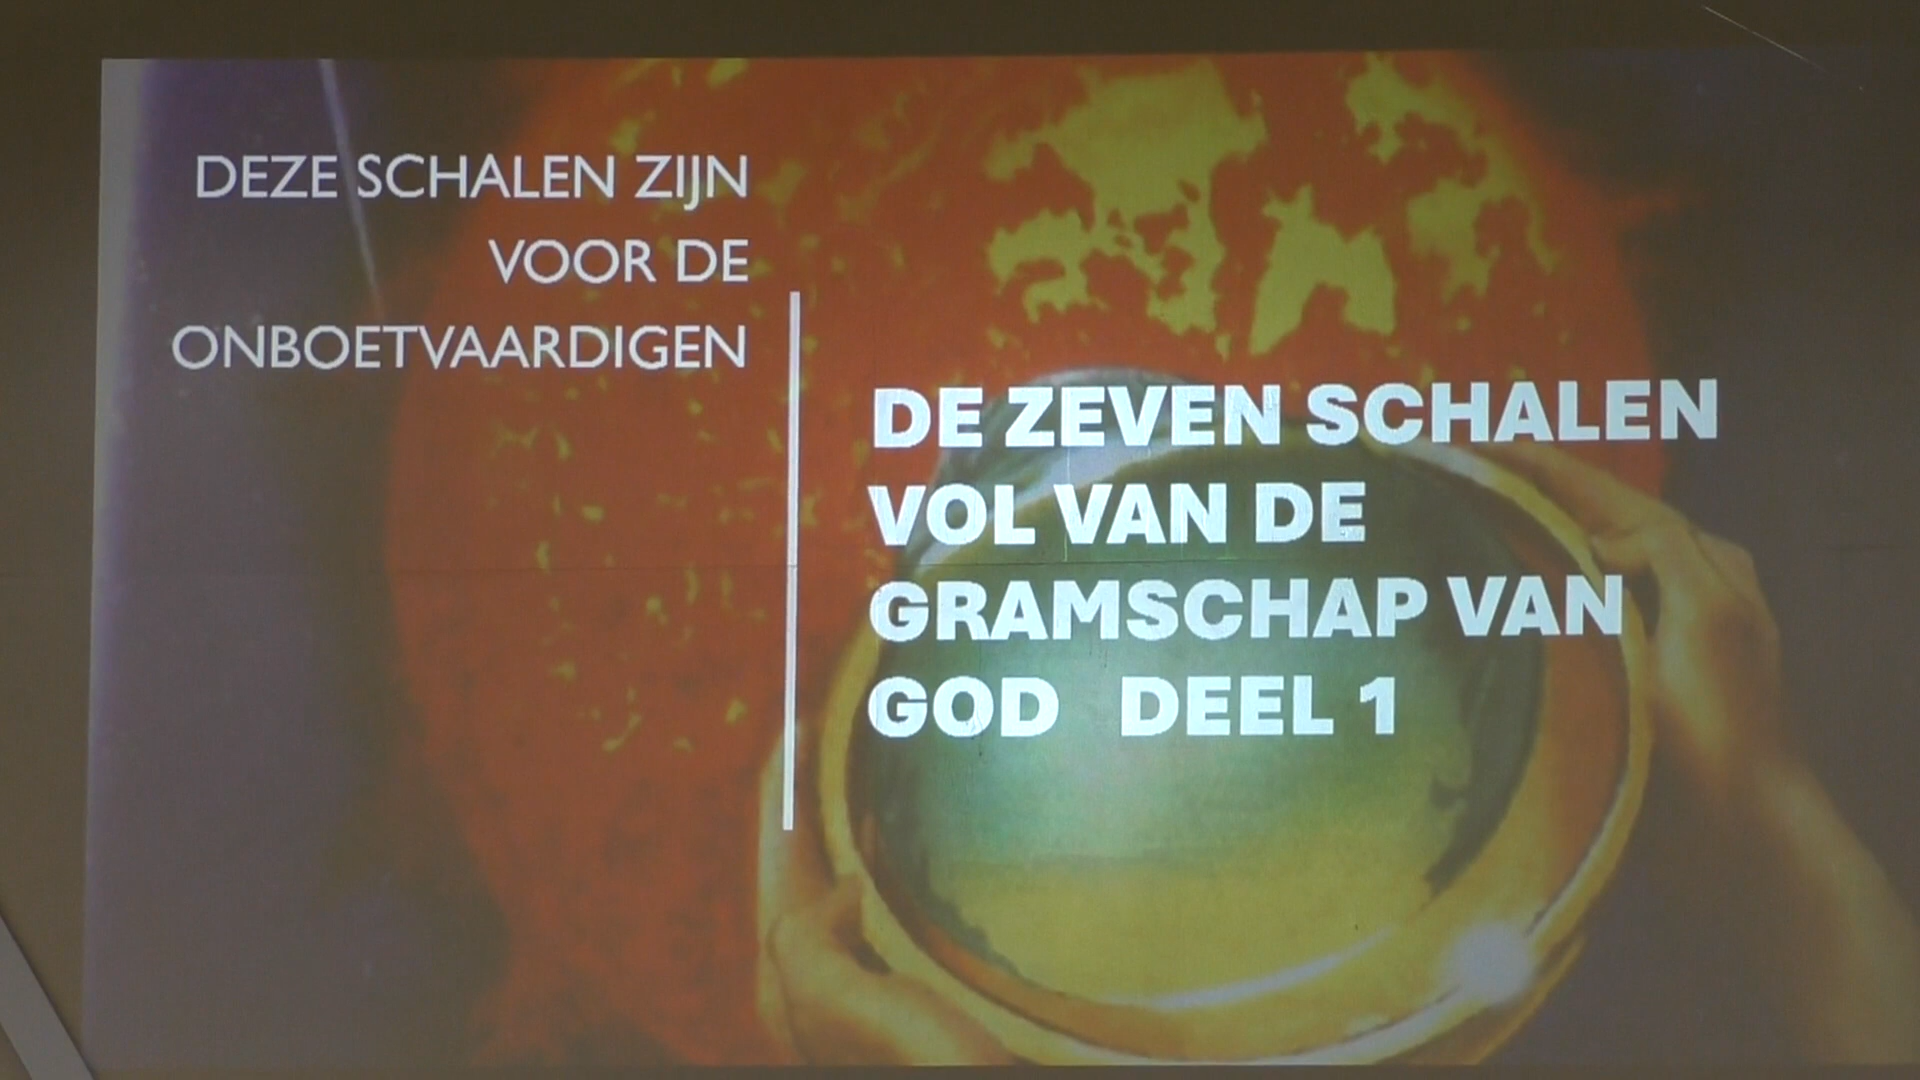 DEZE SCHALEN ZIJN
VOOR DE
ONBOETVAARDIGEN
DE ZEVEN SCHALEN
VOL VAN DE
GRAMSCHAP VAN
GOD DEEL 1